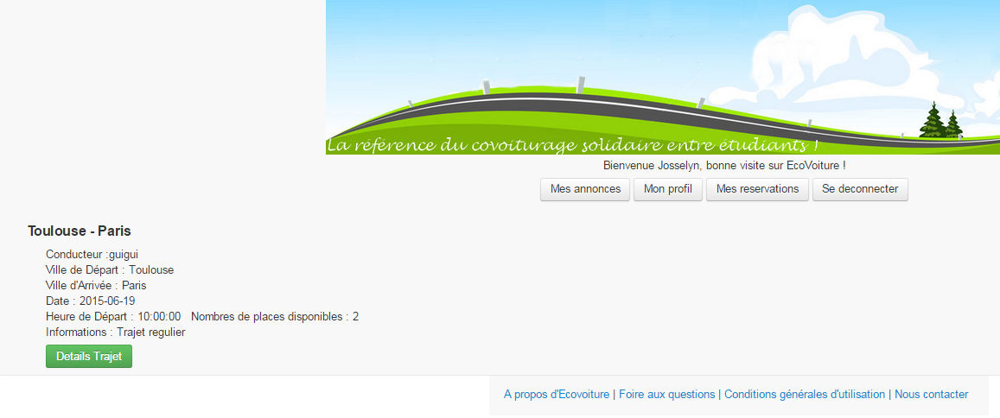 La référence du covoiturage solidaire entre étudiants !
Bienvenue Josselyn, bonne visite sur EcoVoiture !
Mes annonces Mon profil Mes reservations Se deconnecter
Toulouse - Paris
Conducteur :guigui
Ville de Départ : Toulouse
Ville d'Arrivée : Paris
Date : 2015-06-19
Heure de Départ : 10:00:00 Nombres de places disponibles : 2
Informations : Trajet regulier
Details Trajet
A propos d'Ecovoiture | Foire aux questions | Conditions générales d'utilisation | Nous contacter